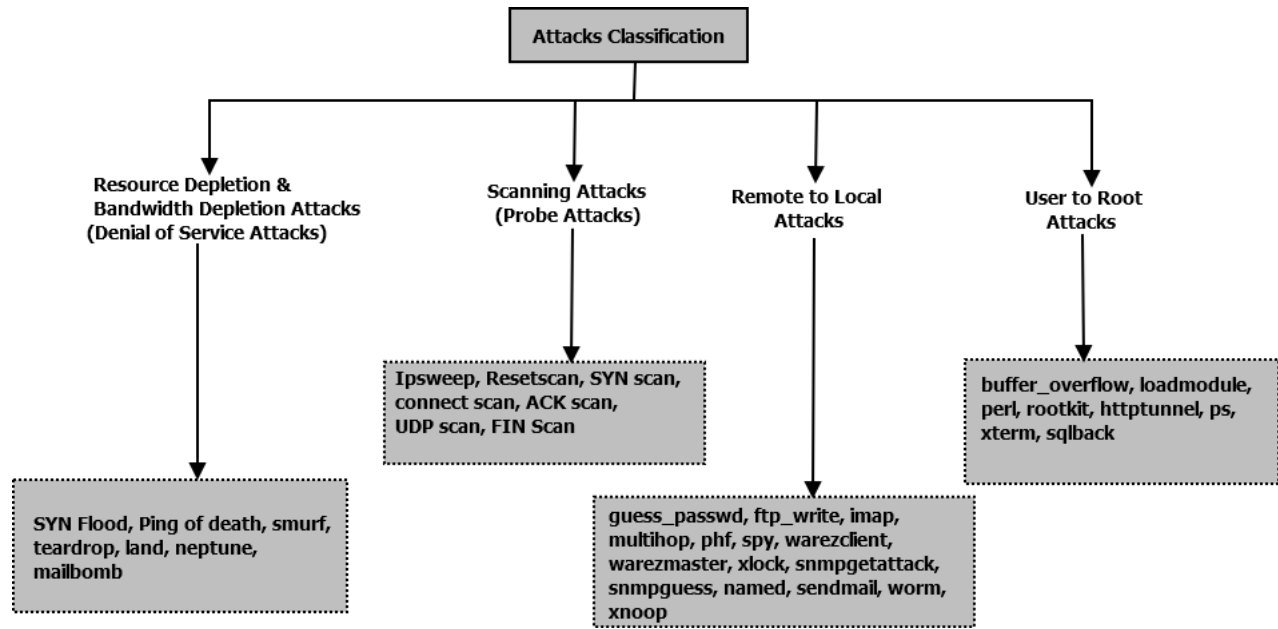 Attacks Classification
Resource Depletion &
Bandwidth Depletion Attacks
(Denial of Service Attacks)
Scanning Attacks
(Probe Attacks)
Remote to Local
Attacks
User to Root
Attacks
Ipsweep, Resetscan, SYN scan,
connect scan, ACK scan,
UDP scan, FIN Scan
buffer_overflow, loadmodule,
perl, rootkit, httptunnel, ps,
xterm, sqlback
SYN Flood, Ping of death, smurf,
teardrop, land, neptune,
mailbomb
guess_passwd, ftp_write, imap,
multihop, phf, spy, warezclient,
warezmaster, xlock, snmpgetattack,
snmpguess, named, sendmail, worm,
xnoop